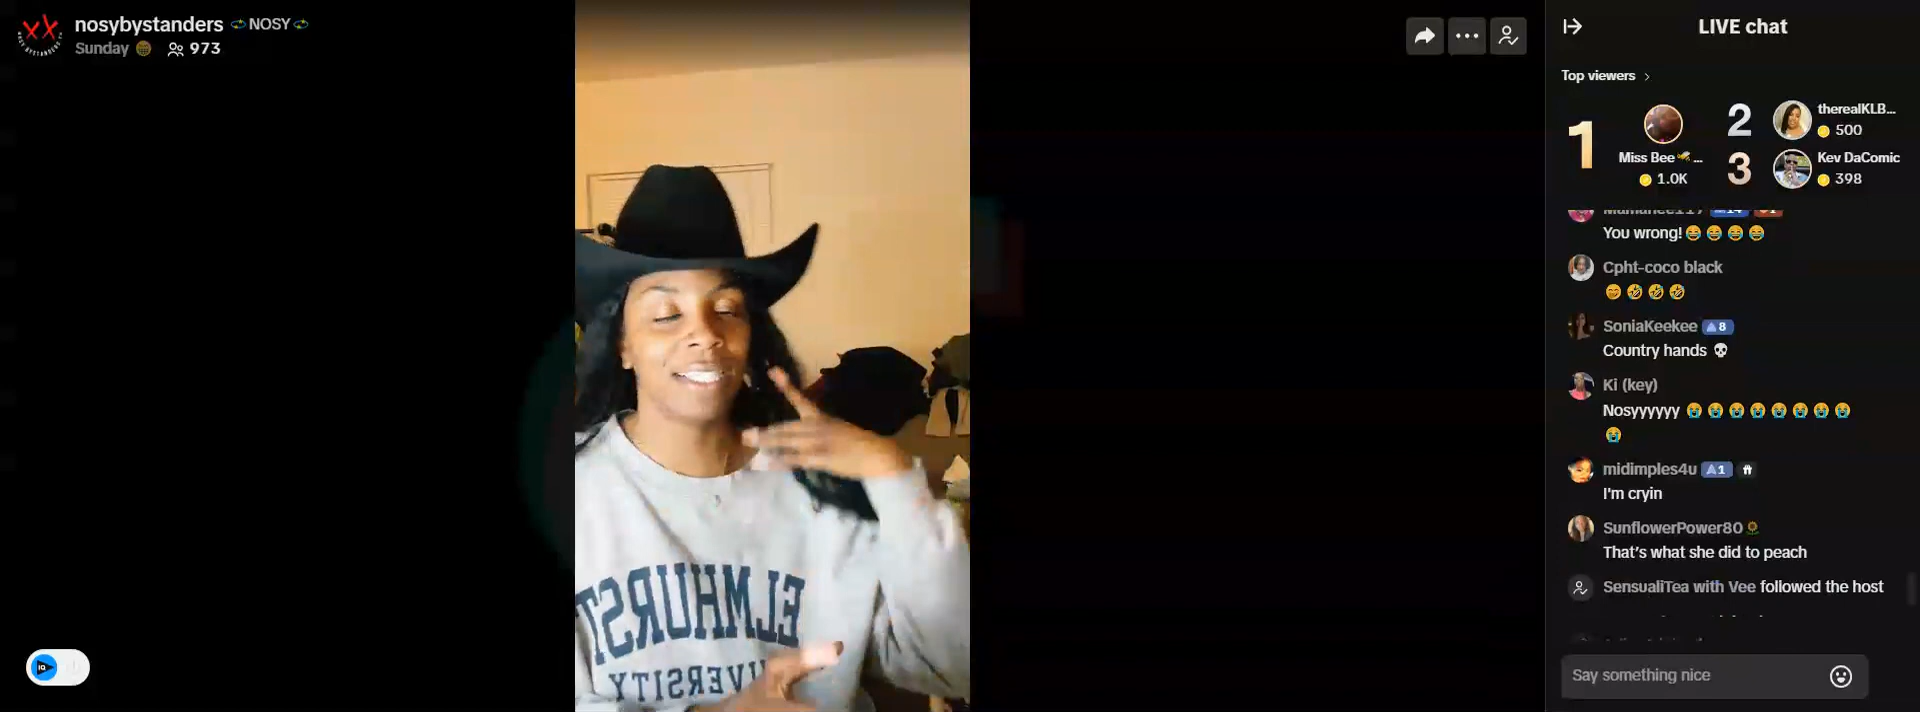 nosybystanders NOSY
Sunday 973
LIVE chat
Top viewers >
1
Miss Bee ...
1.0K
2
therealKLB...
500
3
Kev DaComic
398
You wrong!
Cpht-coco black
SoniaKeekee 8
Country hands
Ki (key)
Nosyyyyyy
midimples4u 1
I'm cryin
SunflowerPower80
That's what she did to peach
SensualiTea with Vee followed the host
Say something nice
ELMHURST
UNIVERSITY